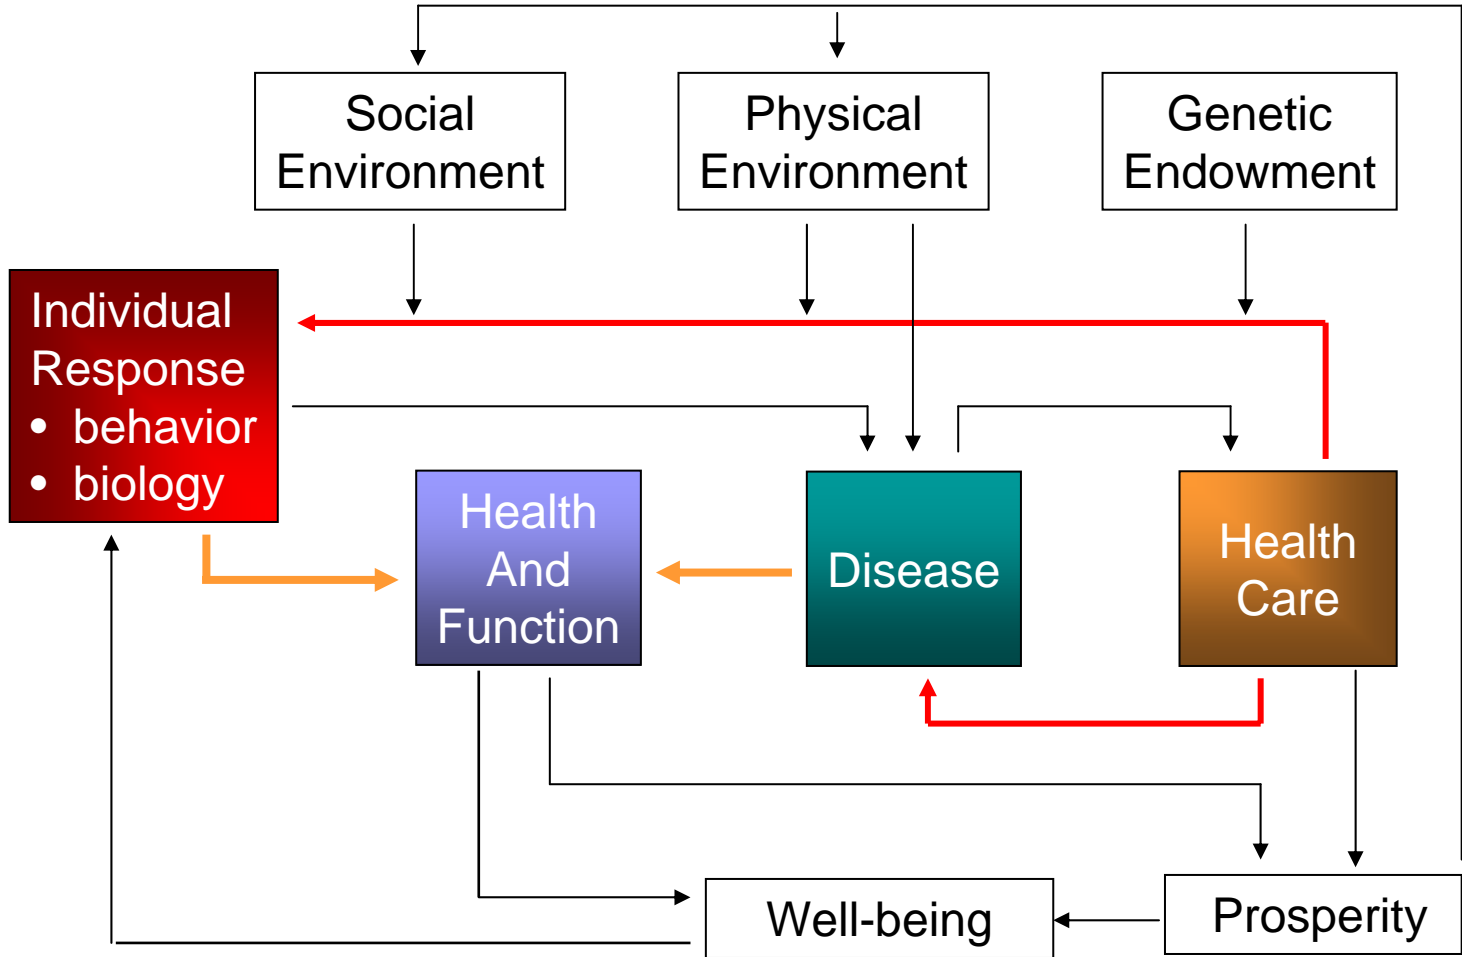 Social
Environment
Physical
Environment
Genetic
Endowment
Individual
Response
• behavior
• biology
Health
And
Function
Disease
Health
Care
Well-being
Prosperity